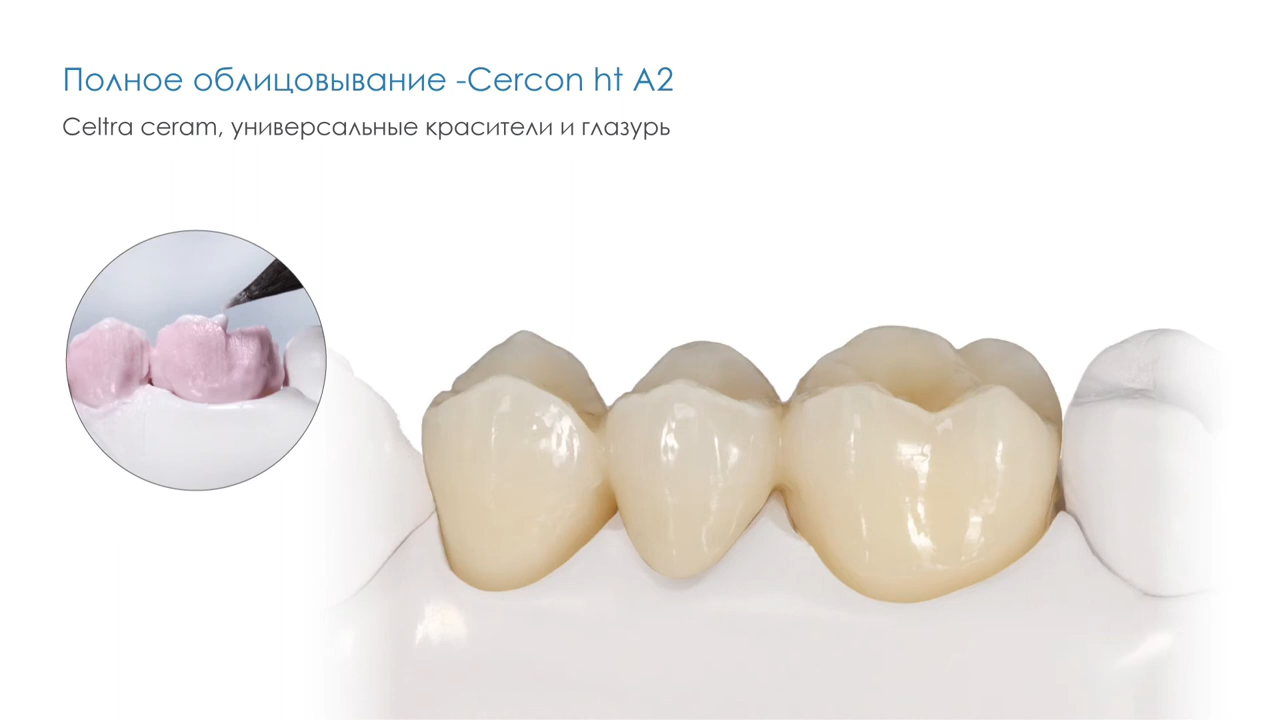 Полное облицовывание -Cercon ht A2
Celtra ceram, универсальные красители и глазурь